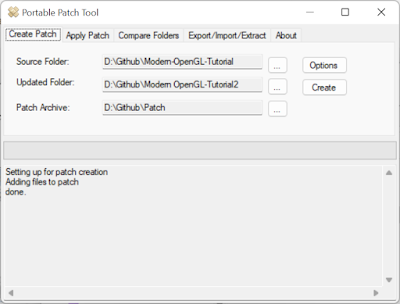 Portable Patch Tool
Create Patch Apply Patch Compare Folders Export/Import/Extract About
Source Folder: D:\Github\Modern-OpenGL-Tutorial ... Options
Updated Folder: D:\Github\Modern OpenGL-Tutorial2 ... Create
Patch Archive: D:\Github\Patch ...
Setting up for patch creation
Adding files to patch
done.